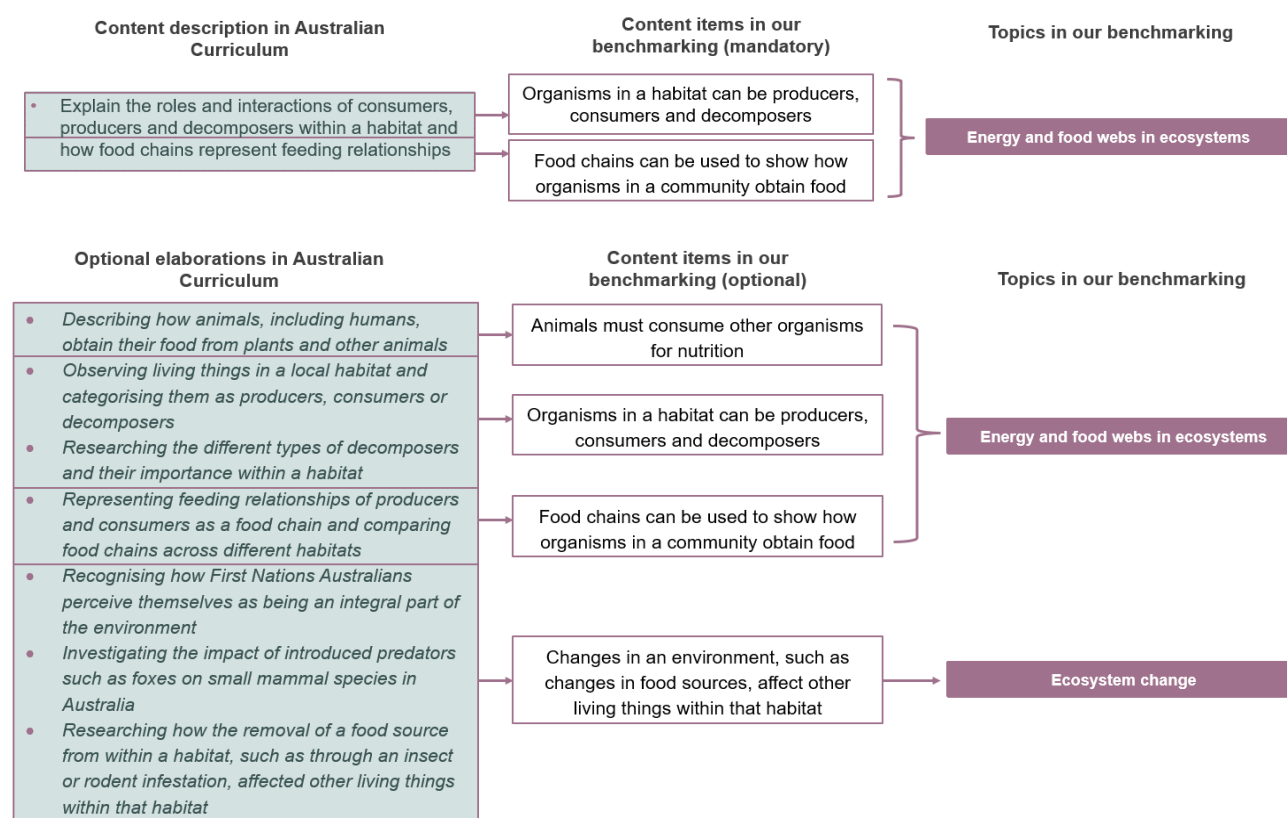 Content description in Australian
Curriculum
Content items in our
benchmarking (mandatory)
Topics in our benchmarking
• Explain the roles and interactions of consumers,
producers and decomposers within a habitat and
how food chains represent feeding relationships
Organisms in a habitat can be producers,
consumers and decomposers
Food chains can be used to show how
organisms in a community obtain food
Energy and food webs in ecosystems
Optional elaborations in Australian
Curriculum
Content items in our
benchmarking (optional)
Topics in our benchmarking
• Describing how animals, including humans,
obtain their food from plants and other animals
• Observing living things in a local habitat and
categorising them as producers, consumers or
decomposers
• Researching the different types of decomposers
and their importance within a habitat
• Representing feeding relationships of producers
and consumers as a food chain and comparing
food chains across different habitats
• Recognising how First Nations Australians
perceive themselves as being an integral part of
the environment
• Investigating the impact of introduced predators
such as foxes on small mammal species in
Australia
• Researching how the removal of a food source
from within a habitat, such as through an insect
or rodent infestation, affected other living things
within that habitat
Animals must consume other organisms
for nutrition
Organisms in a habitat can be producers,
consumers and decomposers
Food chains can be used to show how
organisms in a community obtain food
Changes in an environment, such as
changes in food sources, affect other
living things within that habitat
Energy and food webs in ecosystems
Ecosystem change